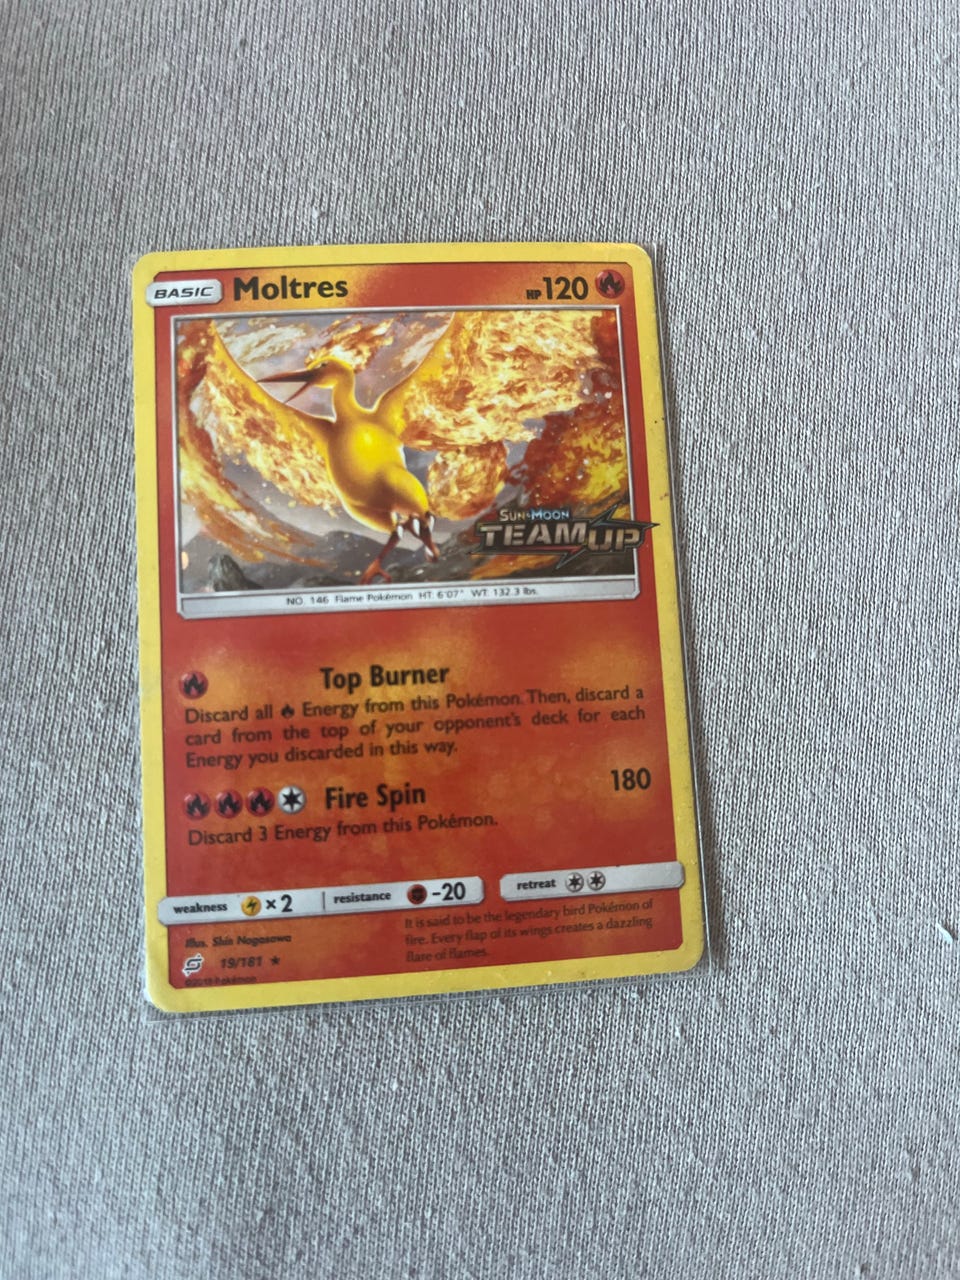 BASIC Moltres HP 120
SUN & MOON
TEAM UP
NO. 146 Flame Pokémon HT: 6'07" WT: 132.3 lbs.
Top Burner
Discard all Energy from this Pokémon. Then, discard a
card from the top of your opponent's deck for each
Energy you discarded in this way.
Fire Spin 180
Discard 3 Energy from this Pokémon.
weakness ×2 resistance -20 retreat
It is said to be the legendary bird Pokémon of
fire. Every flap of its wings creates a dazzling
flare of flames.
Illus. Shin Nagasawa
19/181 ★
©2019 Pokémon